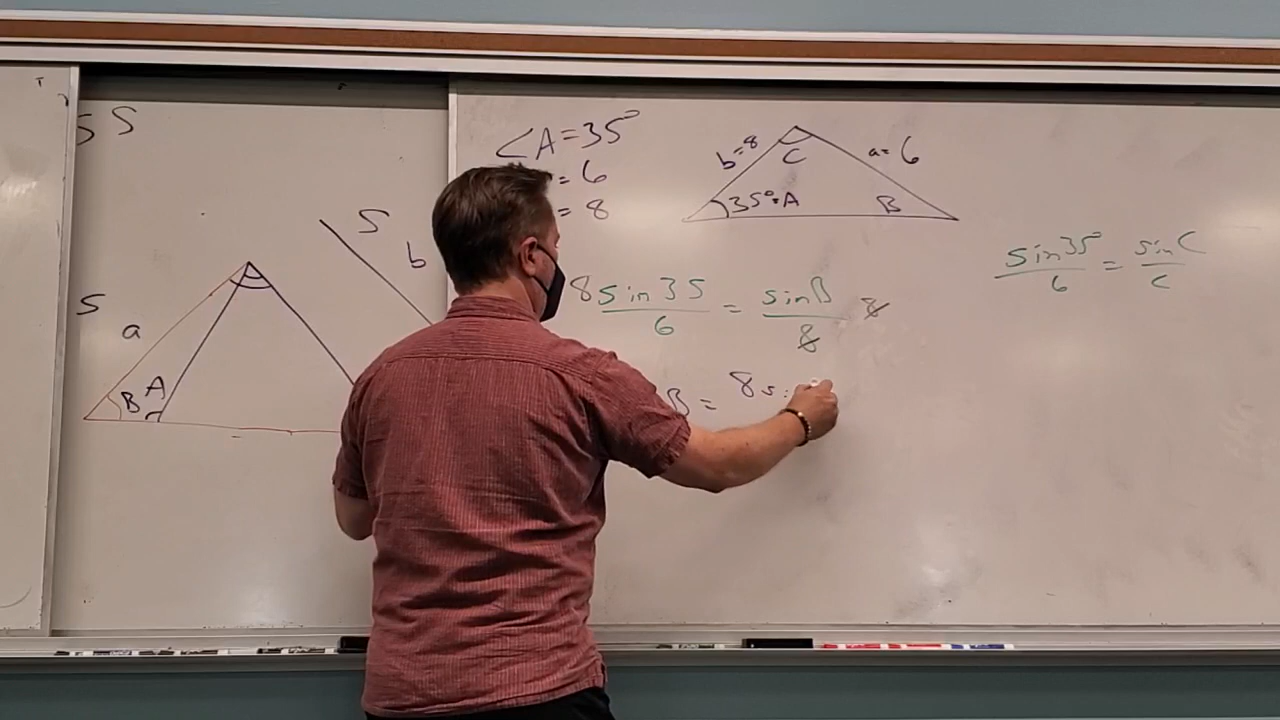 S S
∠A = 35°
= 6
= 8
b = 8
C
a = 6
35° = A
B
S
b
S
a
B
A
8 sin 35 / 6 = sin B / 8 8
sin 35° / 6 = sin C / c
B = 8 s